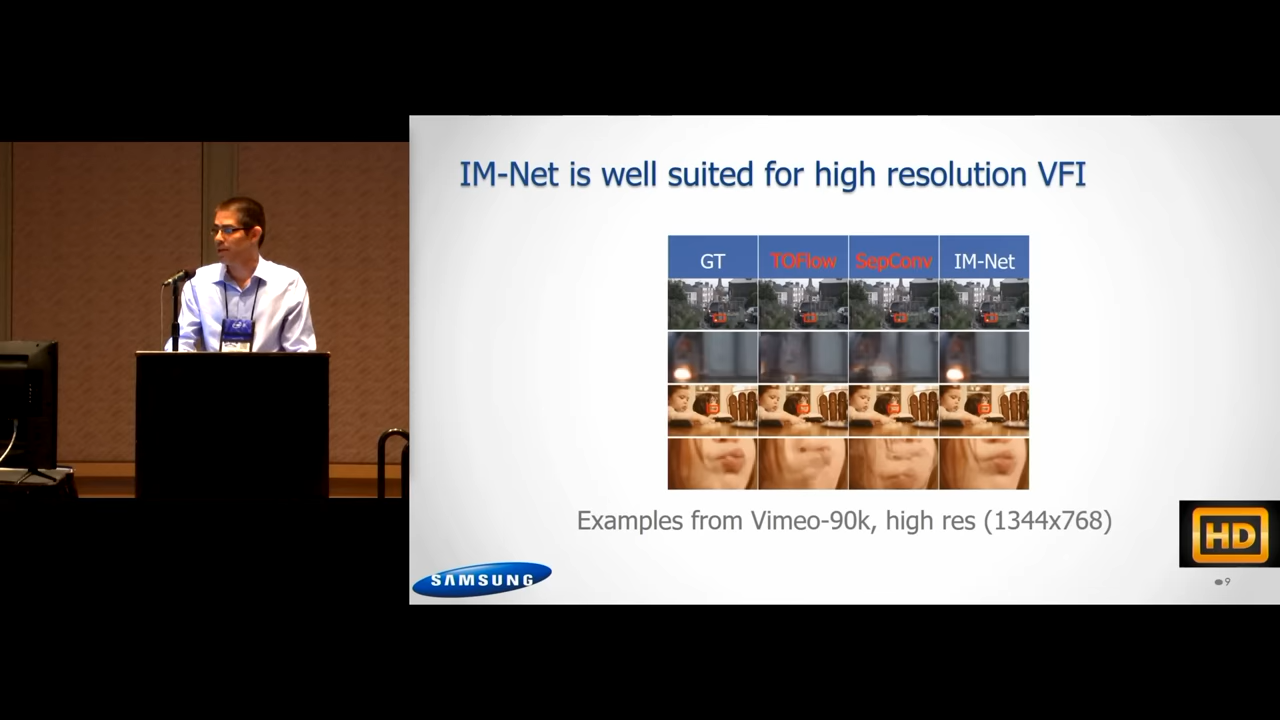 IM-Net is well suited for high resolution VFI
GT TOFlow SepConv IM-Net
Examples from Vimeo-90k, high res (1344x768)
HD
SAMSUNG
9